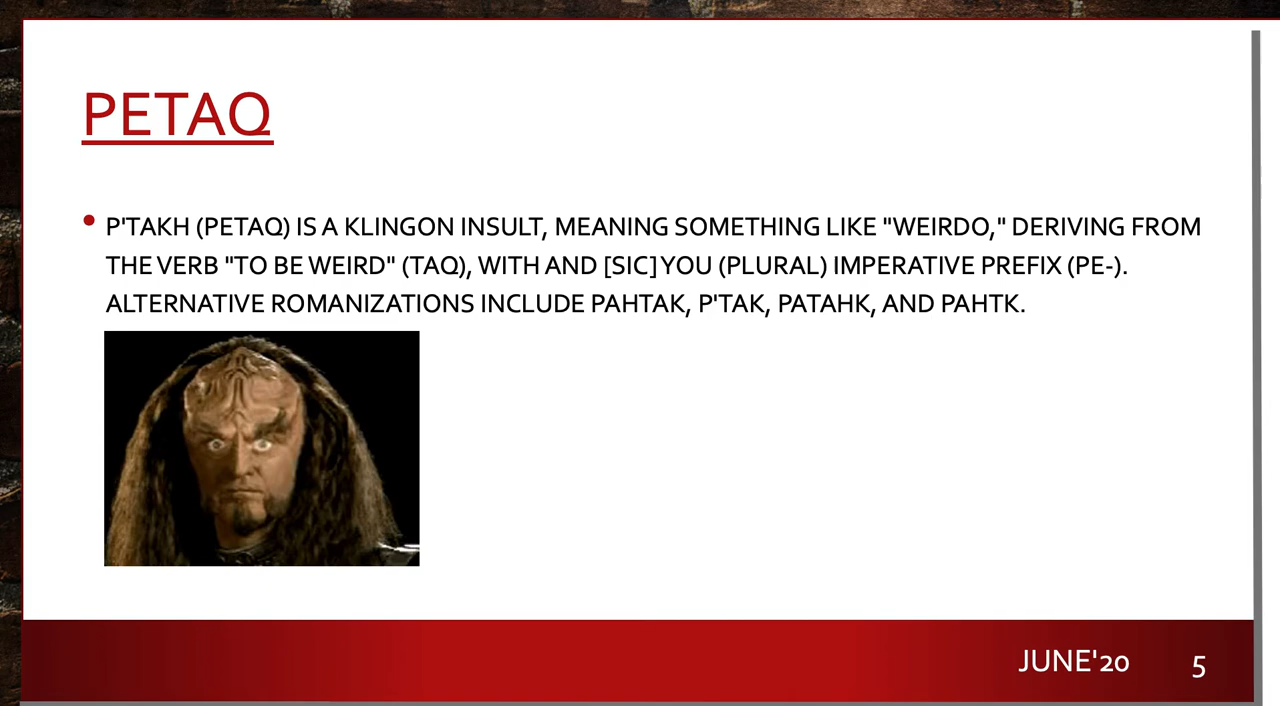 PETAQ
• P'TAKH (PETAQ) IS A KLINGON INSULT, MEANING SOMETHING LIKE "WEIRDO," DERIVING FROM
THE VERB "TO BE WEIRD" (TAQ), WITH AND [SIC] YOU (PLURAL) IMPERATIVE PREFIX (PE-).
ALTERNATIVE ROMANIZATIONS INCLUDE PAHTAK, P'TAK, PATAHK, AND PAHTK.
JUNE'20 5